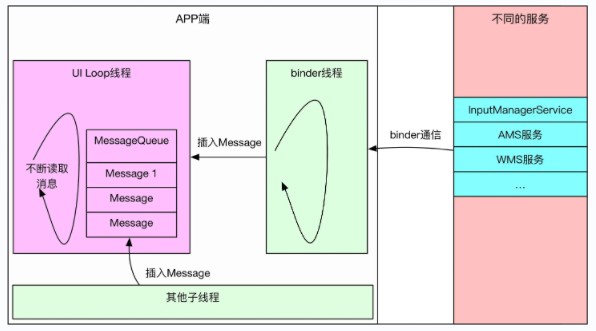 APP端
不同的服务
UI Loop线程
binder线程
MessageQueue
Message 1
Message
Message
不断读取
消息
插入Message
binder通信
InputManagerService
AMS服务
WMS服务
...
插入Message
其他子线程